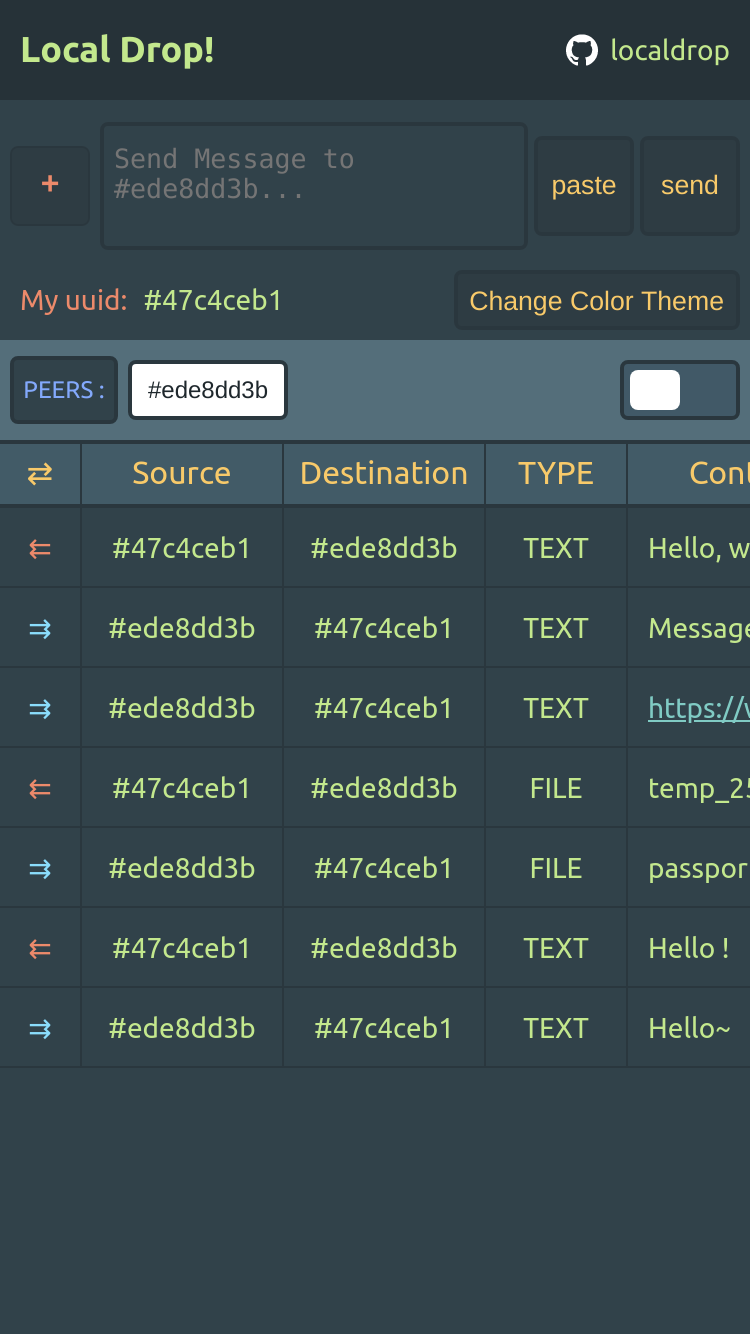 Local Drop! localdrop
+ Send Message to
#ede8dd3b... paste send
My uuid: #47c4ceb1 Change Color Theme
PEERS : #ede8dd3b
⇄ Source Destination TYPE
⇇ #47c4ceb1 #ede8dd3b TEXT Hello,
⇉ #ede8dd3b #47c4ceb1 TEXT Message
⇉ #ede8dd3b #47c4ceb1 TEXT https://
⇇ #47c4ceb1 #ede8dd3b FILE temp_25
⇉ #ede8dd3b #47c4ceb1 FILE passpor
⇇ #47c4ceb1 #ede8dd3b TEXT Hello !
⇉ #ede8dd3b #47c4ceb1 TEXT Hello~